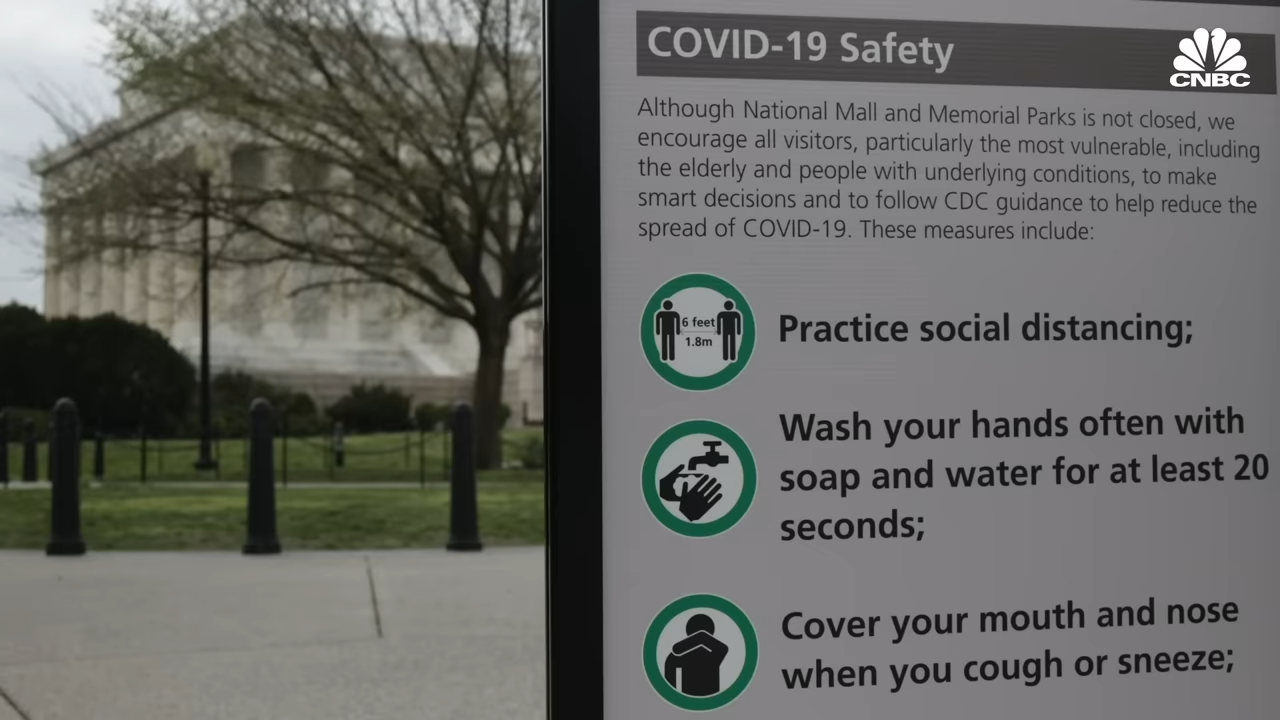 COVID-19 Safety
CNBC
Although National Mall and Memorial Parks is not closed, we
encourage all visitors, particularly the most vulnerable, including
the elderly and people with underlying conditions, to make
smart decisions and to follow CDC guidance to help reduce the
spread of COVID-19. These measures include:
6 feet
1.8m
Practice social distancing;
Wash your hands often with
soap and water for at least 20
seconds;
Cover your mouth and nose
when you cough or sneeze;